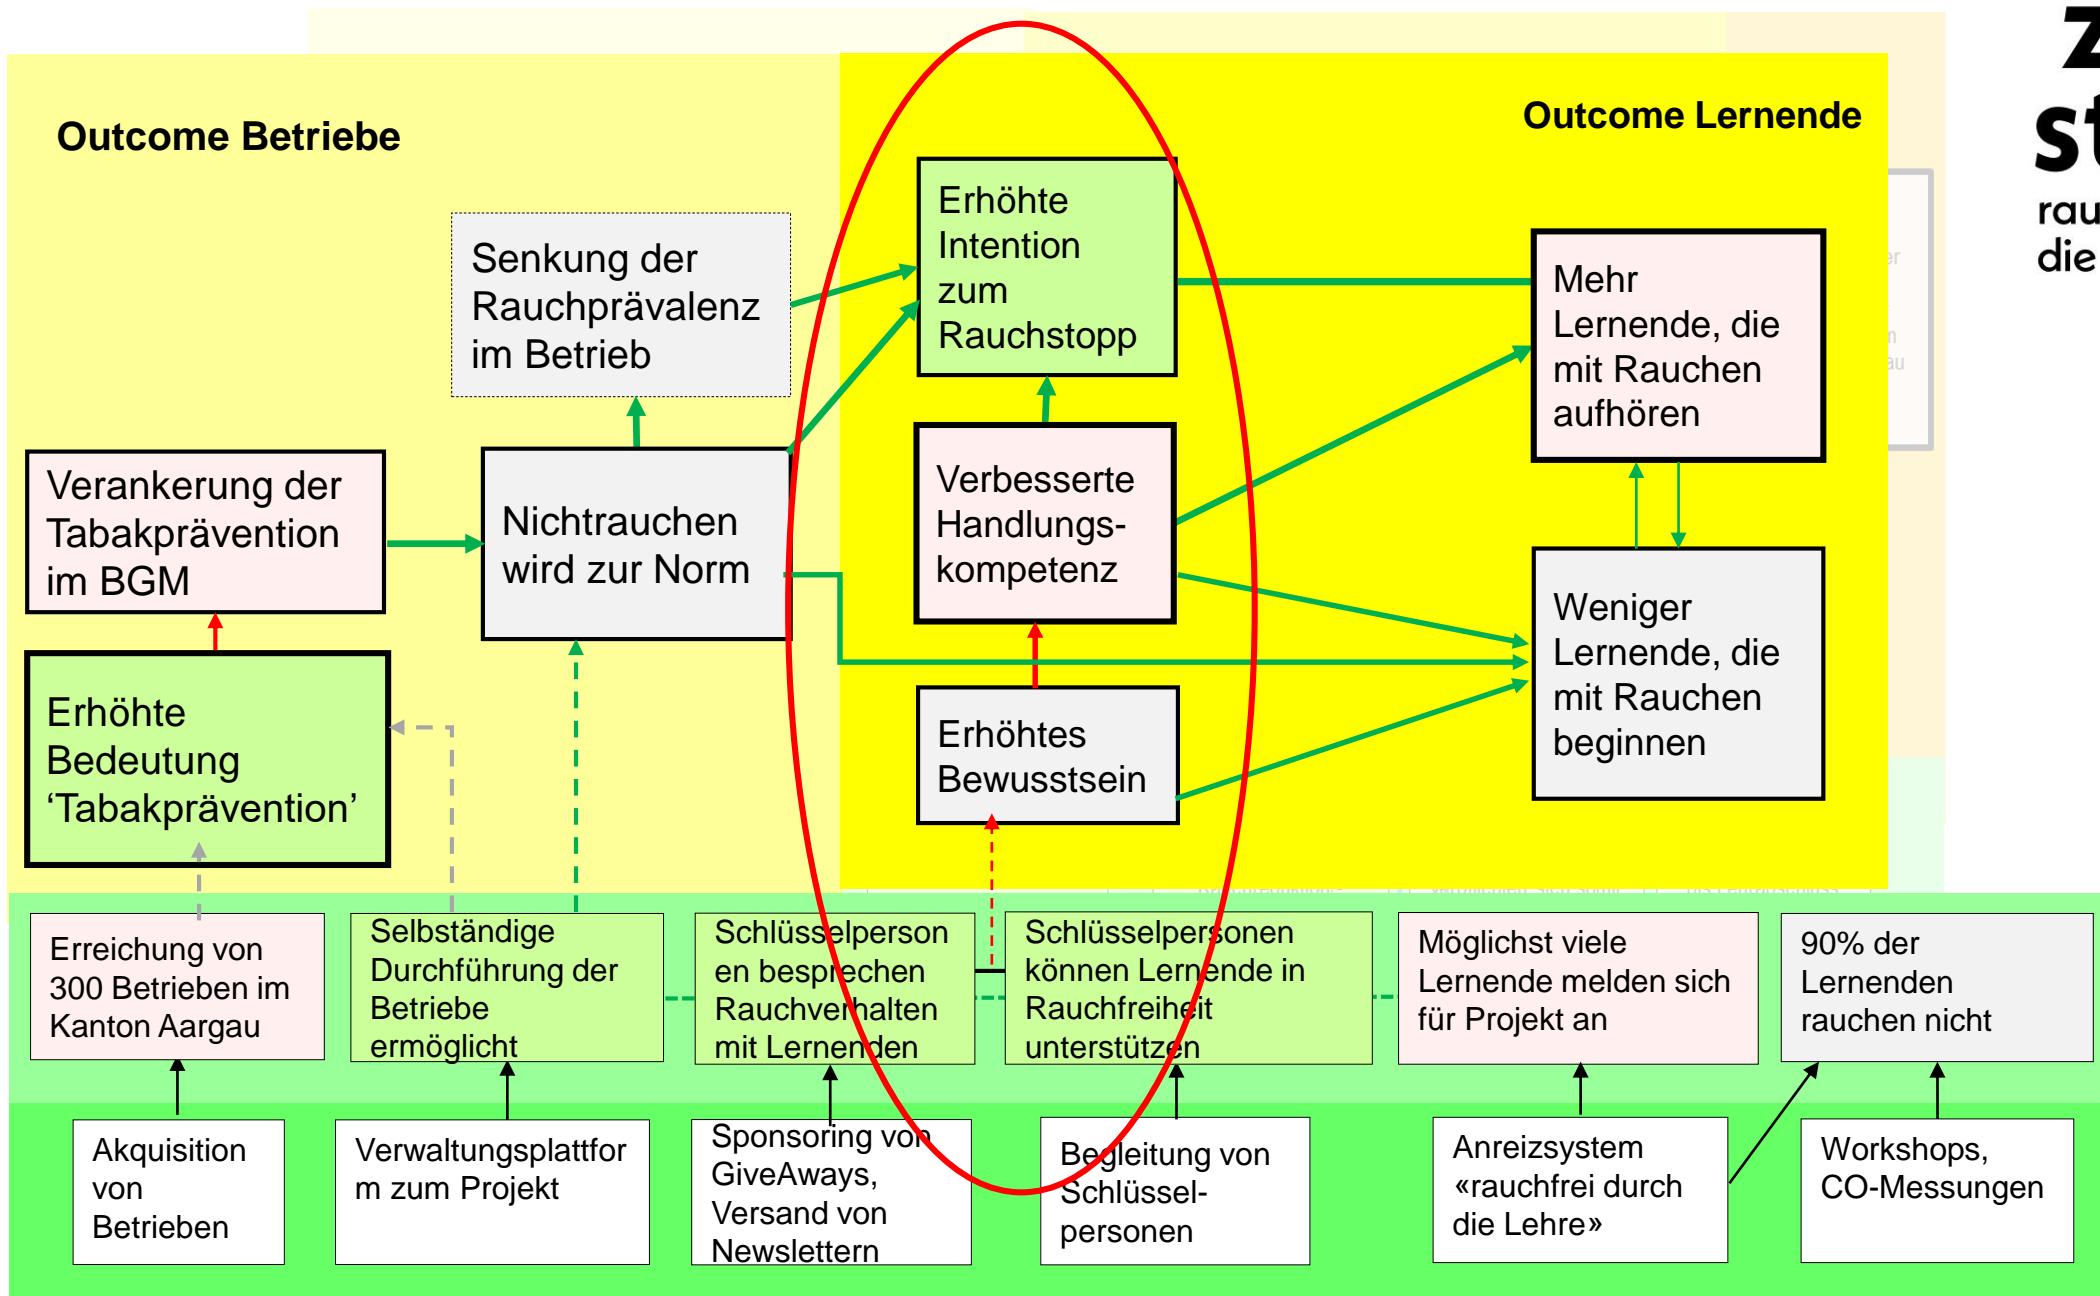 Outcome Betriebe
Outcome Lernende
Senkung der
Rauchprävalenz
im Betrieb
Erhöhte
Intention
zum
Rauchstopp
Mehr
Lernende, die
mit Rauchen
aufhören
Verankerung der
Tabakprävention
im BGM
Nichtrauchen
wird zur Norm
Verbesserte
Handlungs-
kompetenz
Weniger
Lernende, die
mit Rauchen
beginnen
Erhöhte
Bedeutung
‘Tabakprävention’
Erhöhtes
Bewusstsein
Erreichung von
300 Betrieben im
Kanton Aargau
Selbständige
Durchführung der
Betriebe
ermöglicht
Schlüsselperson
en besprechen
Rauchverhalten
mit Lernenden
Schlüsselpersonen
können Lernende in
Rauchfreiheit
unterstützen
Möglichst viele
Lernende melden sich
für Projekt an
90% der
Lernenden
rauchen nicht
Akquisition
von
Betrieben
Verwaltungsplattfor
m zum Projekt
Sponsoring von
GiveAways,
Versand von
Newslettern
Begleitung von
Schlüssel-
personen
Anreizsystem
«rauchfrei durch
die Lehre»
Workshops,
CO-Messungen
z
st
rau
die